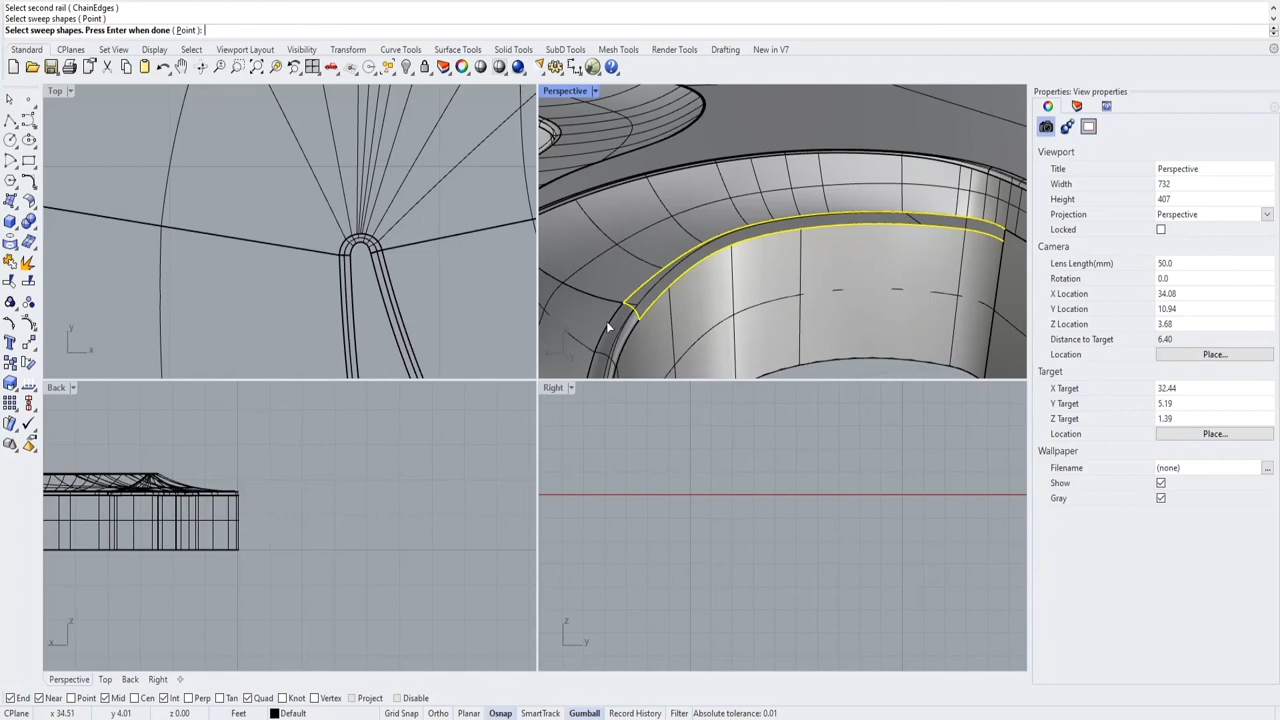 Select second rail ( ChainEdges )
Select sweep shapes ( Point )
Select sweep shapes. Press Enter when done ( Point ):
Standard CPlanes Set View Display Select Viewport Layout Visibility Transform Curve Tools Surface Tools Solid Tools SubD Tools Mesh Tools Render Tools Drafting New in V7
Top
Perspective
Properties: View properties
Viewport
Title Perspective
Width 732
Height 407
Projection Perspective
Locked
Camera
Lens Length(mm) 50.0
Rotation 0.0
X Location 34.08
Y Location 10.94
Z Location 3.68
Distance to Target 6.40
Location Place...
Target
X Target 32.44
Y Target 5.19
Z Target 1.39
Location Place...
Wallpaper
Filename (none) ...
Show
Gray
y
x
Back
Right
z
x
z
y
Perspective Top Back Right
End Near Point Mid Cen Int Perp Tan Quad Knot Vertex Project Disable
CPlane x 34.51 y 4.01 z 0.00 Feet Default Grid Snap Ortho Planar Osnap SmartTrack Gumball Record History Filter Absolute tolerance: 0.01